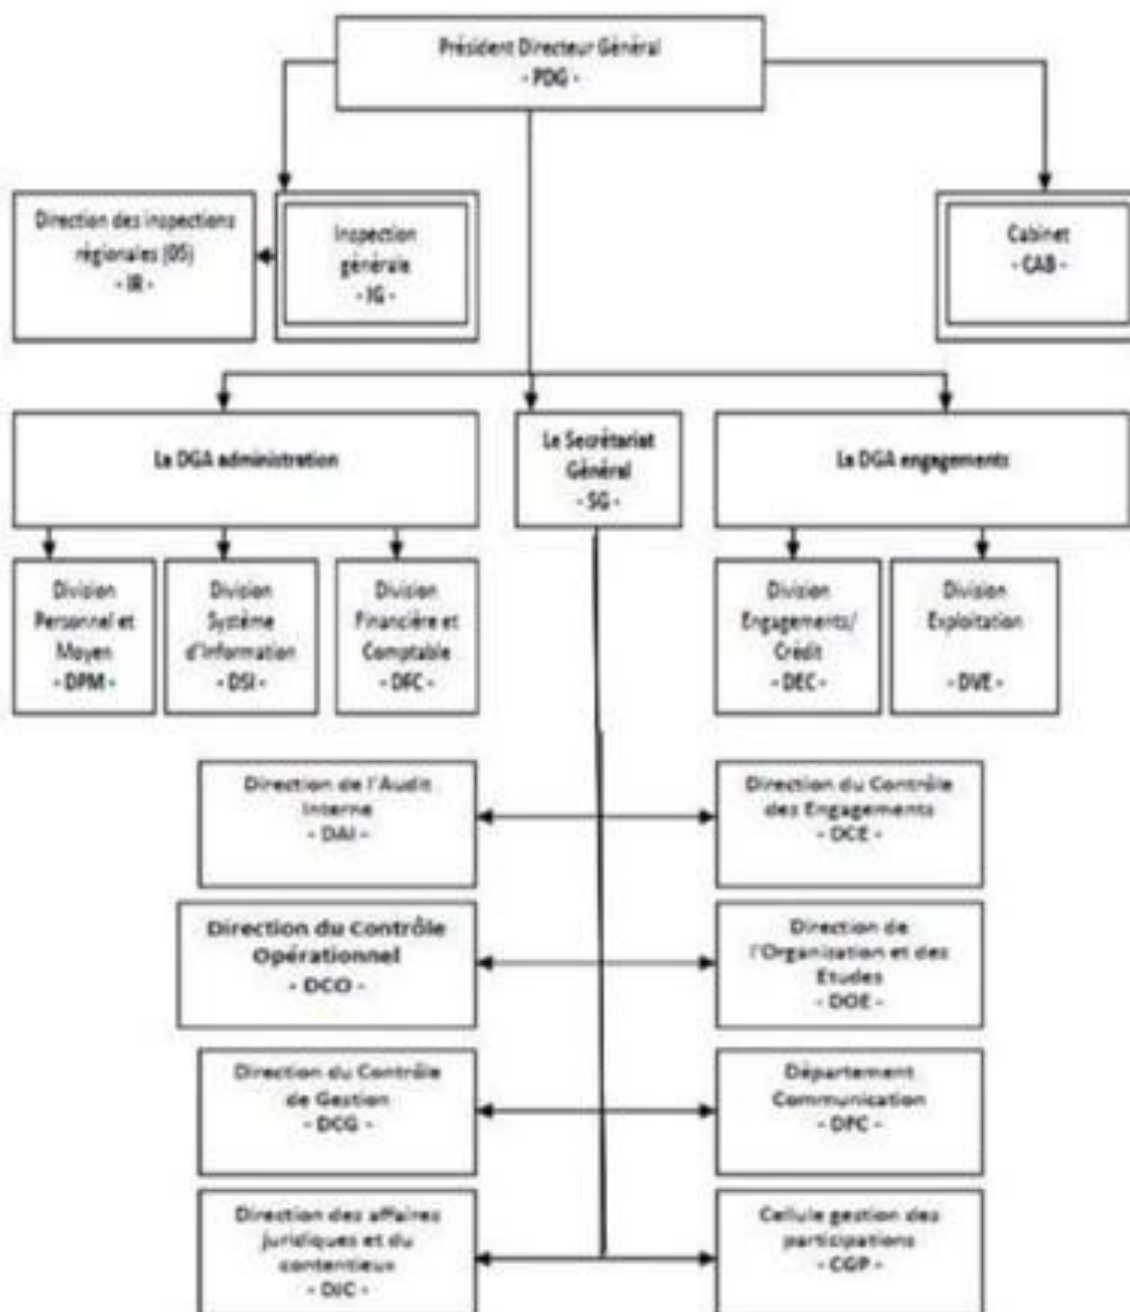 Président Directeur Général
- PDG -
Direction des inspections
régionales (05)
- IR -
Inspection
générale
- IG -
Cabinet
- CAB -
La DGA administration
Le Secrétariat
Général
- SG -
La DGA engagements
Division
Personnel et
Moyen
- DPM -
Division
Système
d'Information
- DSI -
Division
Financière et
Comptable
- DFC -
Division
Engagements/
Crédit
- DEC -
Division
Exploitation
- DVE -
Direction de l'Audit
Interne
- DAI -
Direction du Contrôle
des Engagements
- DCE -
Direction du Contrôle
Opérationnel
- DCO -
Direction de
l'Organisation et des
Etudes
- DOE -
Direction du Contrôle
de Gestion
- DCG -
Département
Communication
- DPC -
Direction des affaires
juridiques et du
contentieux
- DJC -
Cellule gestion des
participations
- CGP -